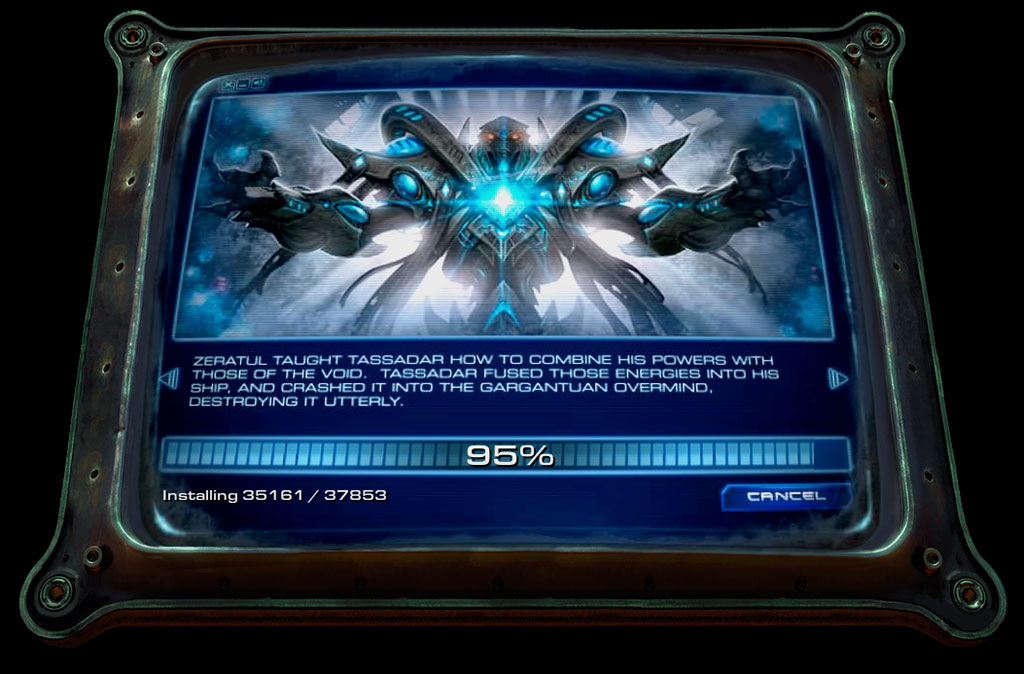 ZERATUL TAUGHT TASSADAR HOW TO COMBINE HIS POWERS WITH
THOSE OF THE VOID. TASSADAR FUSED THOSE ENERGIES INTO HIS
SHIP, AND CRASHED IT INTO THE GARGANTUAN OVERMIND,
DESTROYING IT UTTERLY.
95%
Installing 35161 / 37853
CANCEL